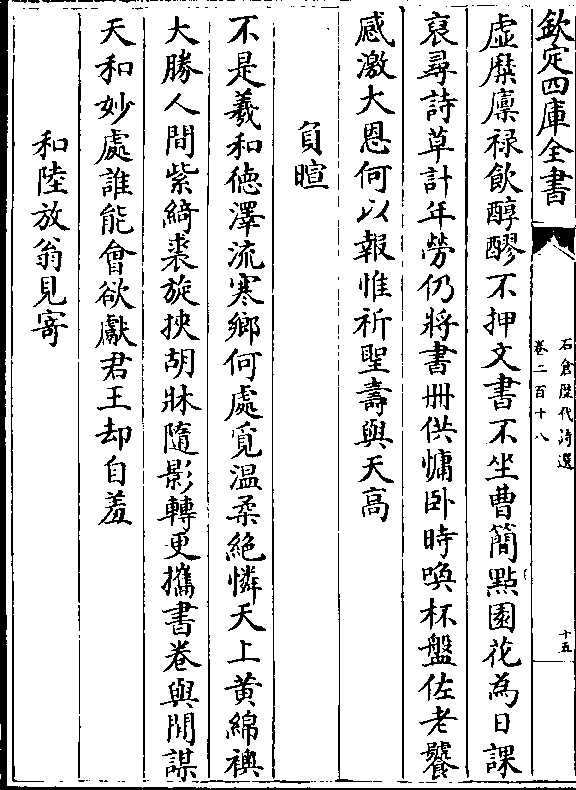 欽定四庫全書
石倉歷代詩選
卷二百十八
十五
虛糜廪禄飲醇醪不押文書不坐曹簡點園花為日課
裒尋詩草計年勞仍將書冊供慵卧時喚杯盤佐老饕
感激大恩何以報惟祈聖壽與天高
負暄
不是羲和徳澤流寒鄉何處覓温柔絶憐天上黄綿襖
大勝人間紫綺裘旋挾胡牀隨影轉更攜書卷與閒謀
天和妙處誰能會欲獻君王却自羞
和陸放翁見寄